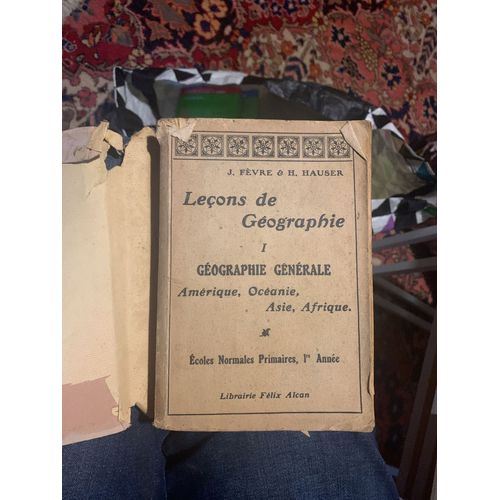 J. FÈVRE & H. HAUSER
Leçons de
Géographie
I
GÉOGRAPHIE GÉNÉRALE
Amérique, Océanie,
Asie, Afrique.
Écoles Normales Primaires, 1re Année
Librairie Félix Alcan